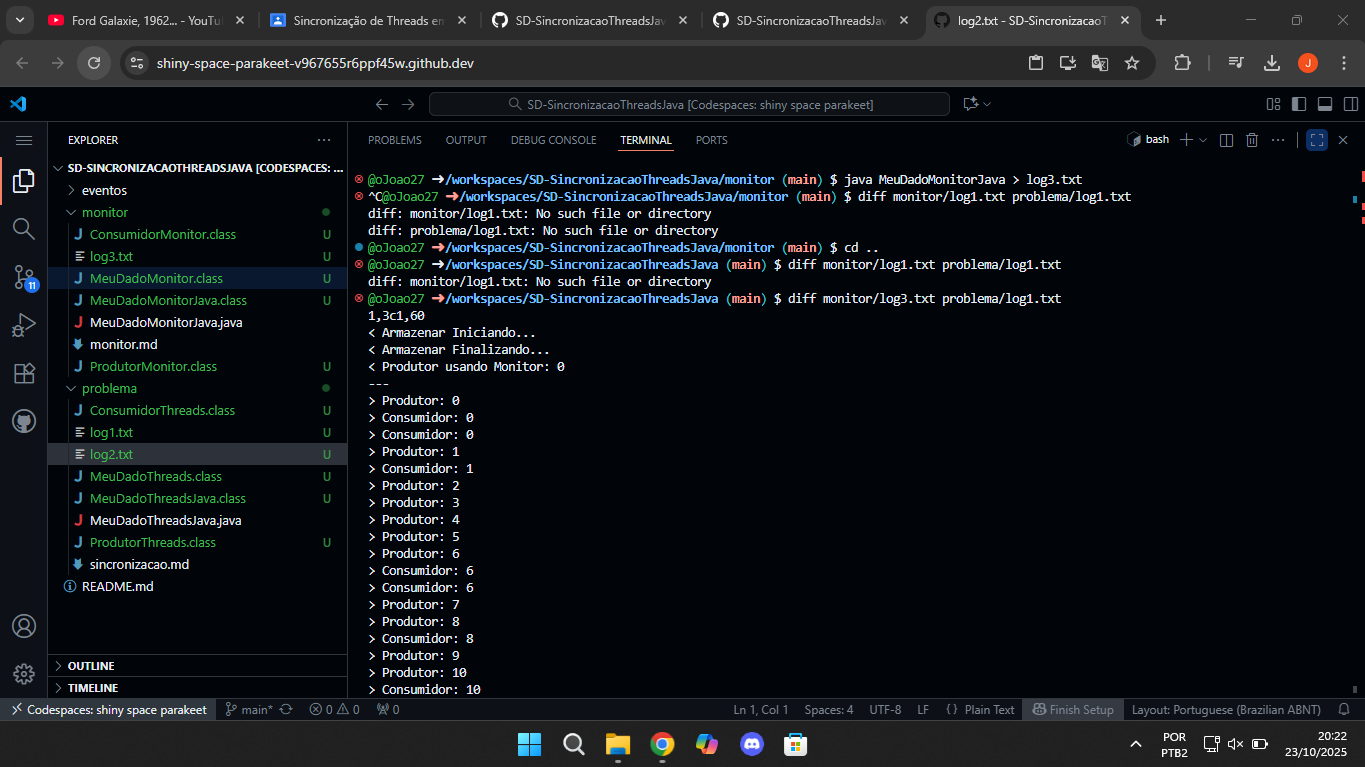 Ford Galaxie, 1962... - YouTu
Sincronização de Threads em
SD-SincronizacaoThreadsJav
SD-SincronizacaoThreadsJav
log2.txt - SD-SincronizacaoT
shiny-space-parakeet-v967655r6ppf45w.github.dev
J
SD-SincronizacaoThreadsJava [Codespaces: shiny space parakeet]
EXPLORER
SD-SINCRONIZACAOTHREADSJAVA [CODESPACES: ...
eventos
monitor
ConsumidorMonitor.class U
log3.txt U
MeuDadoMonitor.class U
MeuDadoMonitorJava.class U
MeuDadoMonitorJava.java
monitor.md
ProdutorMonitor.class U
problema
ConsumidorThreads.class U
log1.txt U
log2.txt U
MeuDadoThreads.class U
MeuDadoThreadsJava.class U
MeuDadoThreadsJava.java
ProdutorThreads.class U
sincronizacao.md
README.md
OUTLINE
TIMELINE
11
PROBLEMS OUTPUT DEBUG CONSOLE TERMINAL PORTS
bash
@oJoao27 ➜/workspaces/SD-SincronizacaoThreadsJava/monitor (main) $ java MeuDadoMonitorJava > log3.txt
^C@oJoao27 ➜/workspaces/SD-SincronizacaoThreadsJava/monitor (main) $ diff monitor/log1.txt problema/log1.txt
diff: monitor/log1.txt: No such file or directory
diff: problema/log1.txt: No such file or directory
@oJoao27 ➜/workspaces/SD-SincronizacaoThreadsJava/monitor (main) $ cd ..
@oJoao27 ➜/workspaces/SD-SincronizacaoThreadsJava (main) $ diff monitor/log1.txt problema/log1.txt
diff: monitor/log1.txt: No such file or directory
@oJoao27 ➜/workspaces/SD-SincronizacaoThreadsJava (main) $ diff monitor/log3.txt problema/log1.txt
1,3c1,60
< Armazenar Iniciando...
< Armazenar Finalizando...
< Produtor usando Monitor: 0
---
> Produtor: 0
> Consumidor: 0
> Consumidor: 0
> Produtor: 1
> Consumidor: 1
> Produtor: 2
> Produtor: 3
> Produtor: 4
> Produtor: 5
> Produtor: 6
> Consumidor: 6
> Consumidor: 6
> Produtor: 7
> Produtor: 8
> Consumidor: 8
> Produtor: 9
> Produtor: 10
> Consumidor: 10
Codespaces: shiny space parakeet
main*
0 0
0
Ln 1, Col 1
Spaces: 4
UTF-8
LF
Plain Text
Finish Setup
Layout: Portuguese (Brazilian ABNT)
POR
PTB2
20:22
23/10/2025